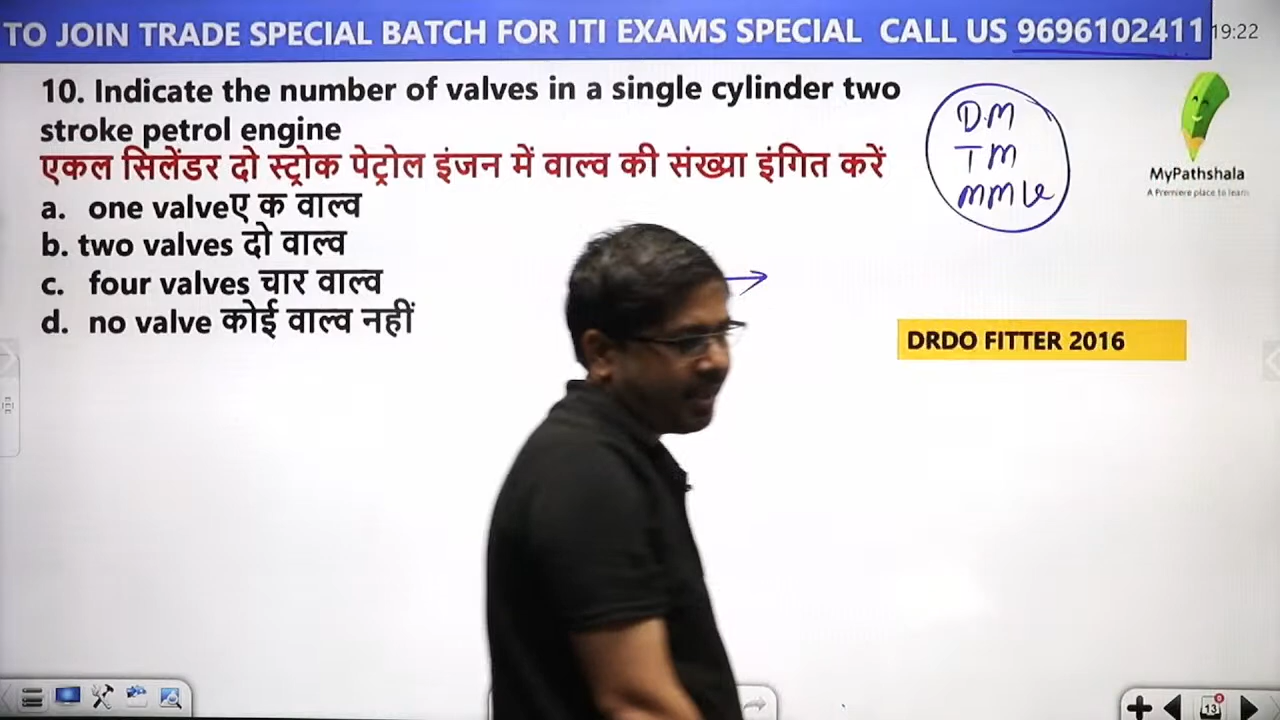 TO JOIN TRADE SPECIAL BATCH FOR ITI EXAMS SPECIAL CALL US 9696102411
19:22
10. Indicate the number of valves in a single cylinder two
stroke petrol engine
एकल सिलेंडर दो स्ट्रोक पेट्रोल इंजन में वाल्व की संख्या इंगित करें
a. one valveए क वाल्व
b. two valves दो वाल्व
c. four valves चार वाल्व
d. no valve कोई वाल्व नहीं
D.M
TM
MyPathshala
A Premiere place to learn
DRDO FITTER 2016
13